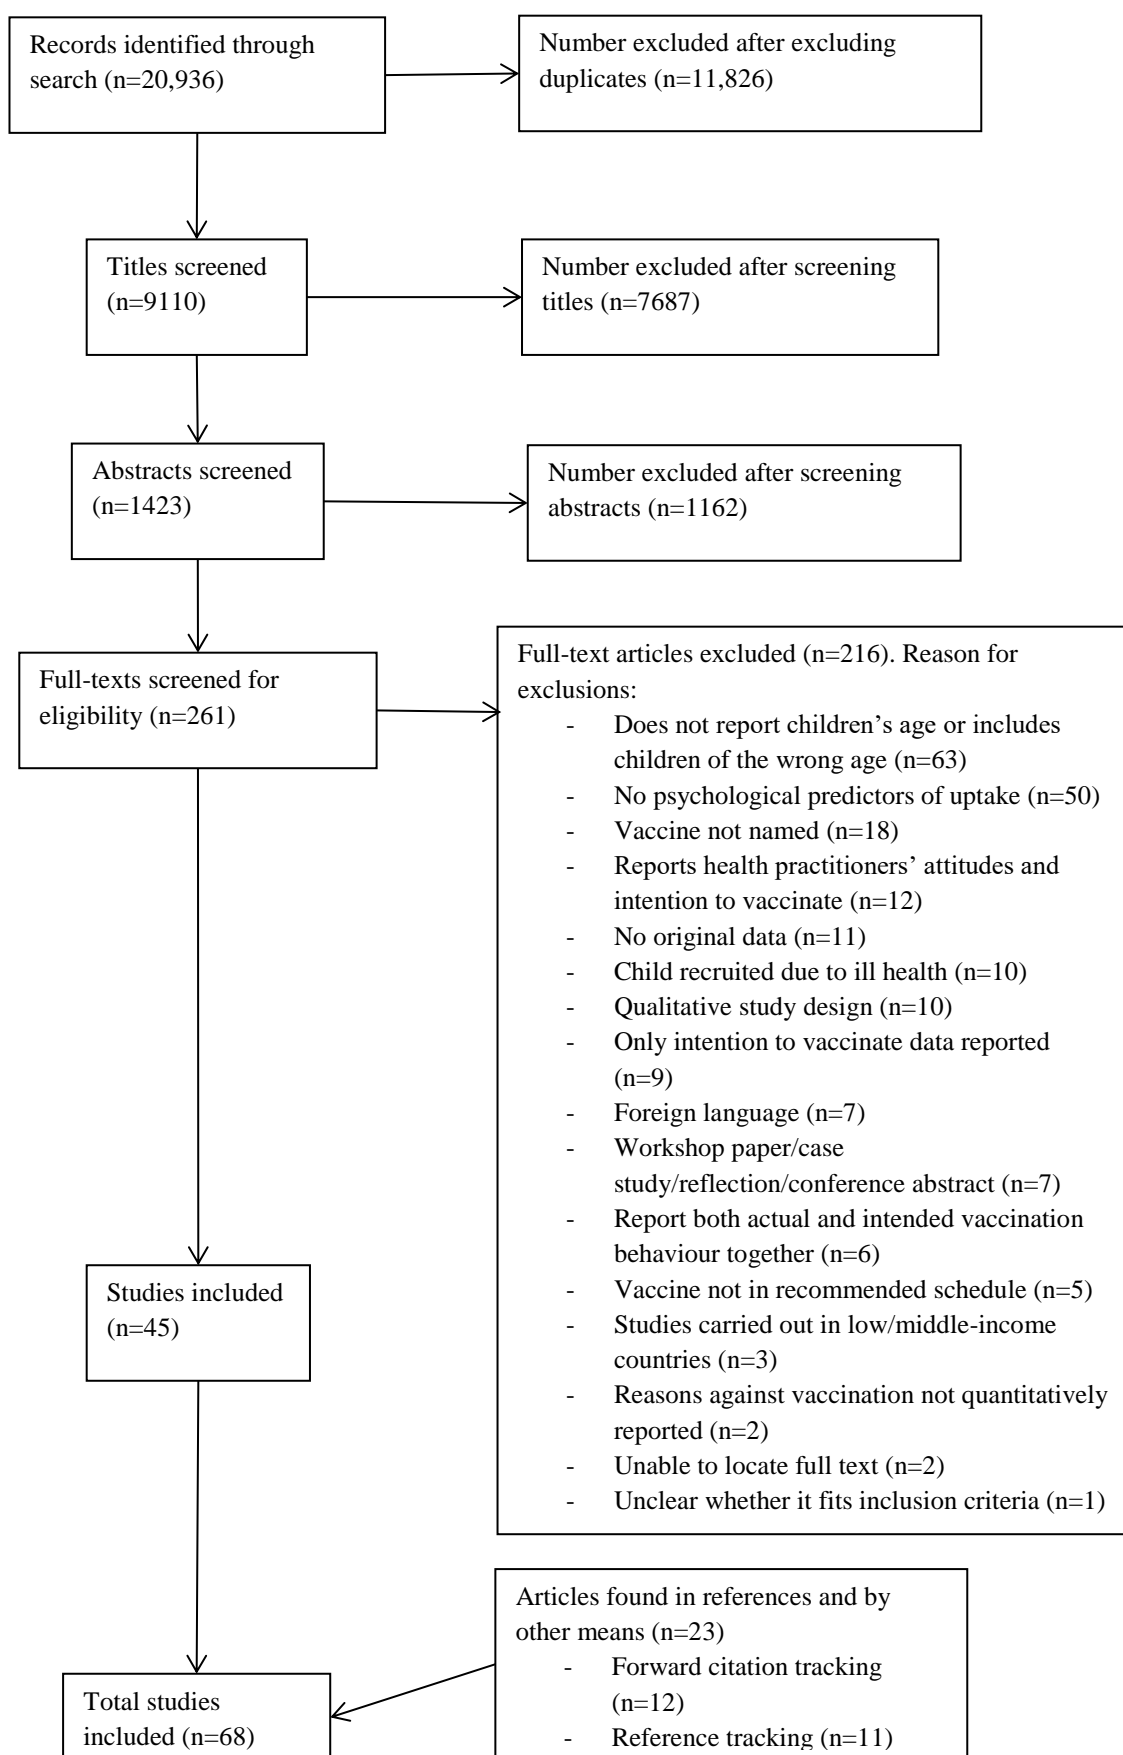 Records identified through
search (n=20,936)
Number excluded after excluding
duplicates (n=11,826)
Titles screened
(n=9110)
Number excluded after screening
titles (n=7687)
Abstracts screened
(n=1423)
Number excluded after screening
abstracts (n=1162)
Full-texts screened for
eligibility (n=261)
Full-text articles excluded (n=216). Reason for
exclusions:
- Does not report children’s age or includes
children of the wrong age (n=63)
- No psychological predictors of uptake (n=50)
- Vaccine not named (n=18)
- Reports health practitioners’ attitudes and
intention to vaccinate (n=12)
- No original data (n=11)
- Child recruited due to ill health (n=10)
- Qualitative study design (n=10)
- Only intention to vaccinate data reported
(n=9)
- Foreign language (n=7)
- Workshop paper/case
study/reflection/conference abstract (n=7)
- Report both actual and intended vaccination
behaviour together (n=6)
- Vaccine not in recommended schedule (n=5)
- Studies carried out in low/middle-income
countries (n=3)
- Reasons against vaccination not quantitatively
reported (n=2)
- Unable to locate full text (n=2)
- Unclear whether it fits inclusion criteria (n=1)
Studies included
(n=45)
Articles found in references and by
other means (n=23)
- Forward citation tracking
(n=12)
- Reference tracking (n=11)
Total studies
included (n=68)